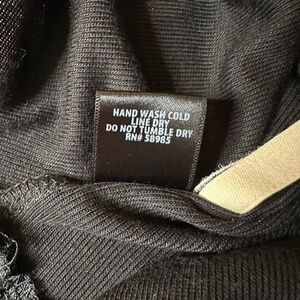 HAND WASH COLD
LINE DRY
DO NOT TUMBLE DRY
RN# 58985